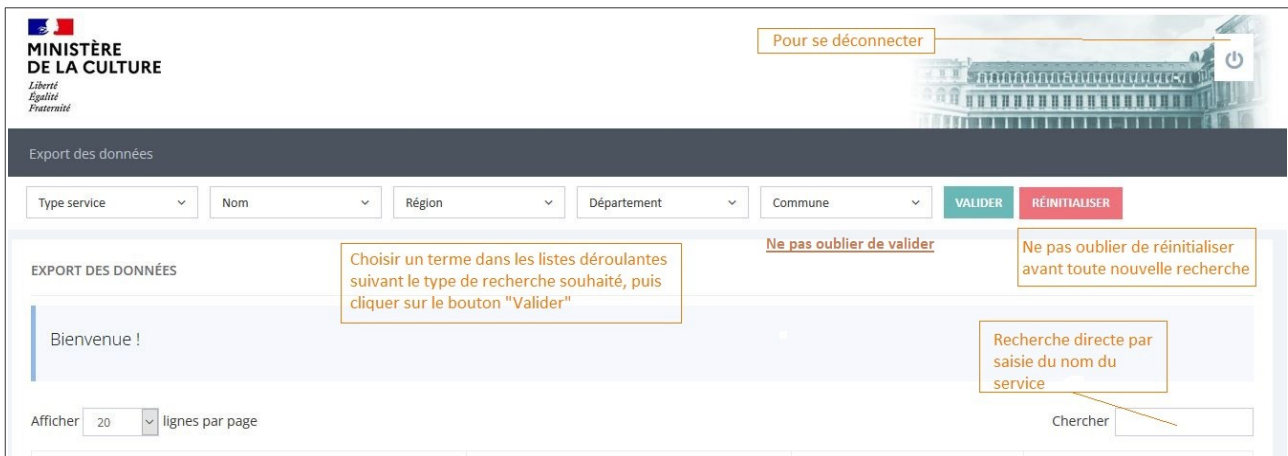 MINISTÈRE
DE LA CULTURE
Liberté
Égalité
Fraternité
Pour se déconnecter
Export des données
Type service
Nom
Région
Département
Commune
VALIDER
RÉINITIALISER
Ne pas oublier de valider
Ne pas oublier de réinitialiser
avant toute nouvelle recherche
EXPORT DES DONNÉES
Choisir un terme dans les listes déroulantes
suivant le type de recherche souhaité, puis
cliquer sur le bouton "Valider"
Bienvenue !
Recherche directe par
saisie du nom du
service
Afficher 20 lignes par page
Chercher